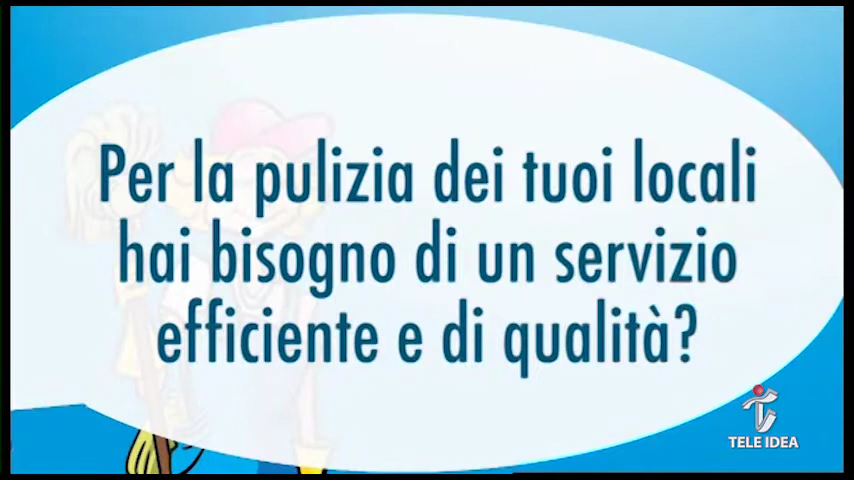 Per la pulizia dei tuoi locali
hai bisogno di un servizio
efficiente e di qualità?
TELE IDEA